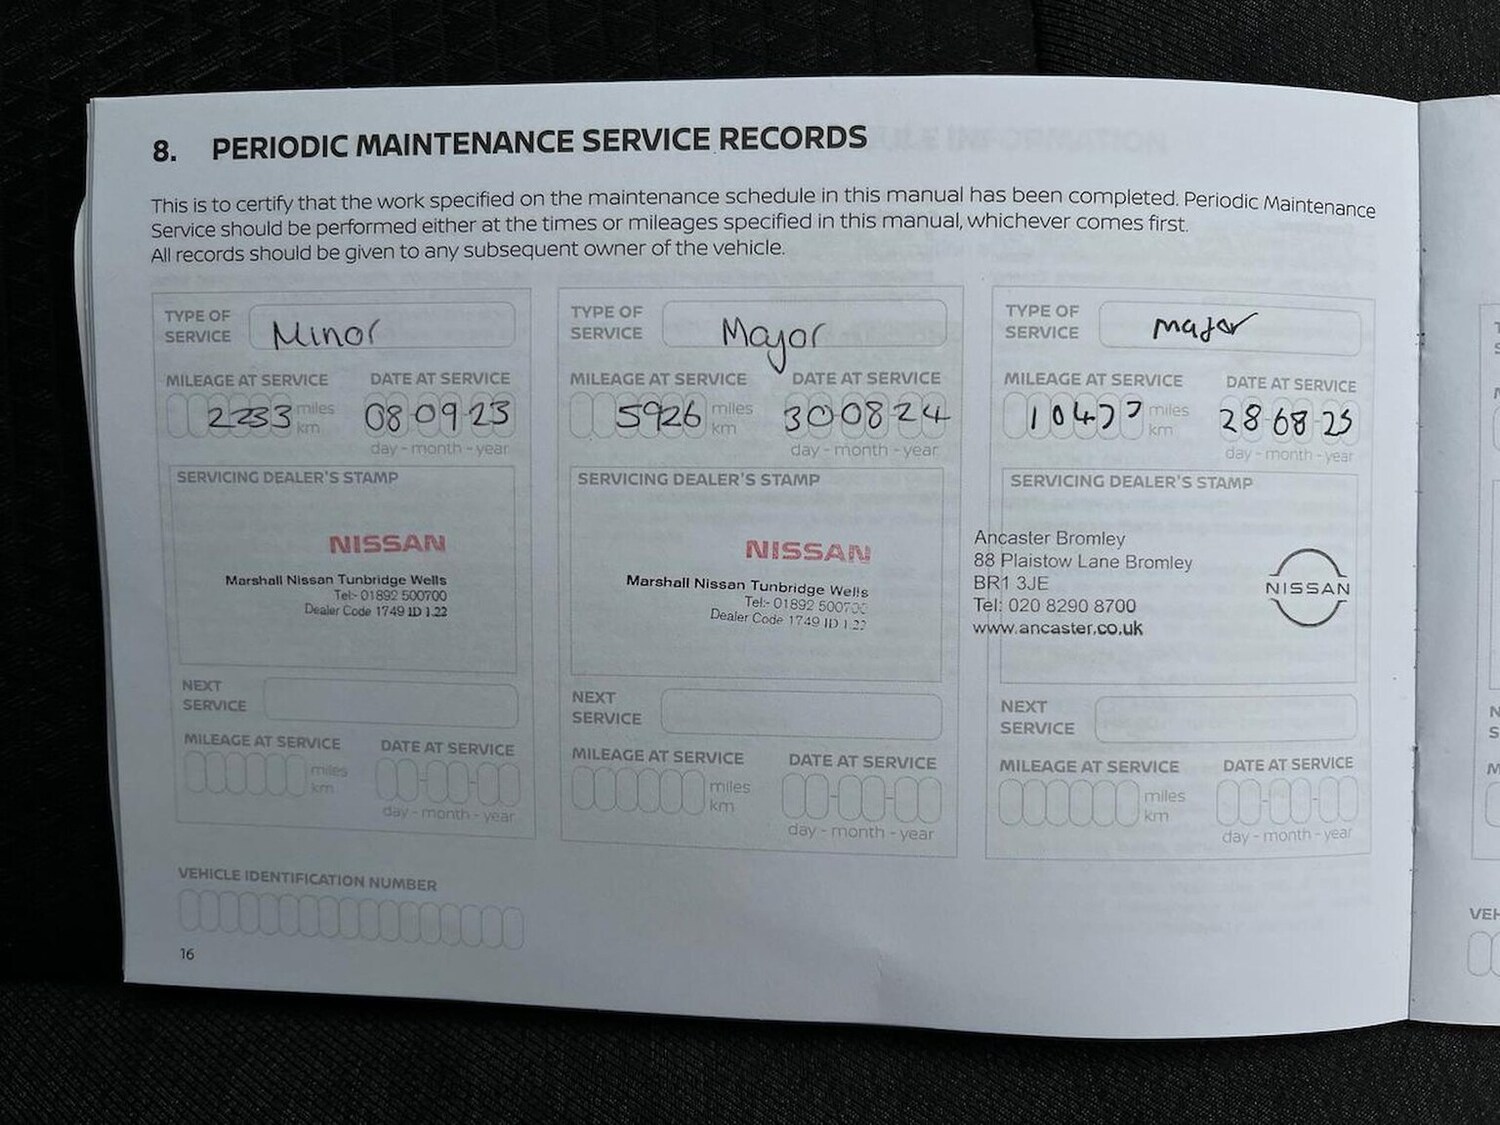 8. PERIODIC MAINTENANCE SERVICE RECORDS
This is to certify that the work specified on the maintenance schedule in this manual has been completed. Periodic Maintenance
Service should be performed either at the times or mileages specified in this manual, whichever comes first.
All records should be given to any subsequent owner of the vehicle.
TYPE OF
SERVICE
Minor
MILEAGE AT SERVICE
DATE AT SERVICE
2233 miles
km
08 09 23
day - month - year
SERVICING DEALER'S STAMP
NISSAN
Marshall Nissan Tunbridge Wells
Tel:- 01892 500700
Dealer Code 1749 ID 1.22
NEXT
SERVICE
MILEAGE AT SERVICE
DATE AT SERVICE
miles
km
day - month - year
TYPE OF
SERVICE
Major
MILEAGE AT SERVICE
DATE AT SERVICE
5926 miles
km
30 08 24
day - month - year
SERVICING DEALER'S STAMP
NISSAN
Marshall Nissan Tunbridge Wells
Tel:- 01892 500700
Dealer Code 1749 ID 1.22
NEXT
SERVICE
MILEAGE AT SERVICE
DATE AT SERVICE
miles
km
day - month - year
TYPE OF
SERVICE
major
MILEAGE AT SERVICE
DATE AT SERVICE
10477 miles
km
28-08-25
day - month - year
SERVICING DEALER'S STAMP
Ancaster Bromley
88 Plaistow Lane Bromley
BR1 3JE
Tel: 020 8290 8700
www.ancaster.co.uk
NISSAN
NEXT
SERVICE
MILEAGE AT SERVICE
DATE AT SERVICE
miles
km
day - month - year
VEHICLE IDENTIFICATION NUMBER
16